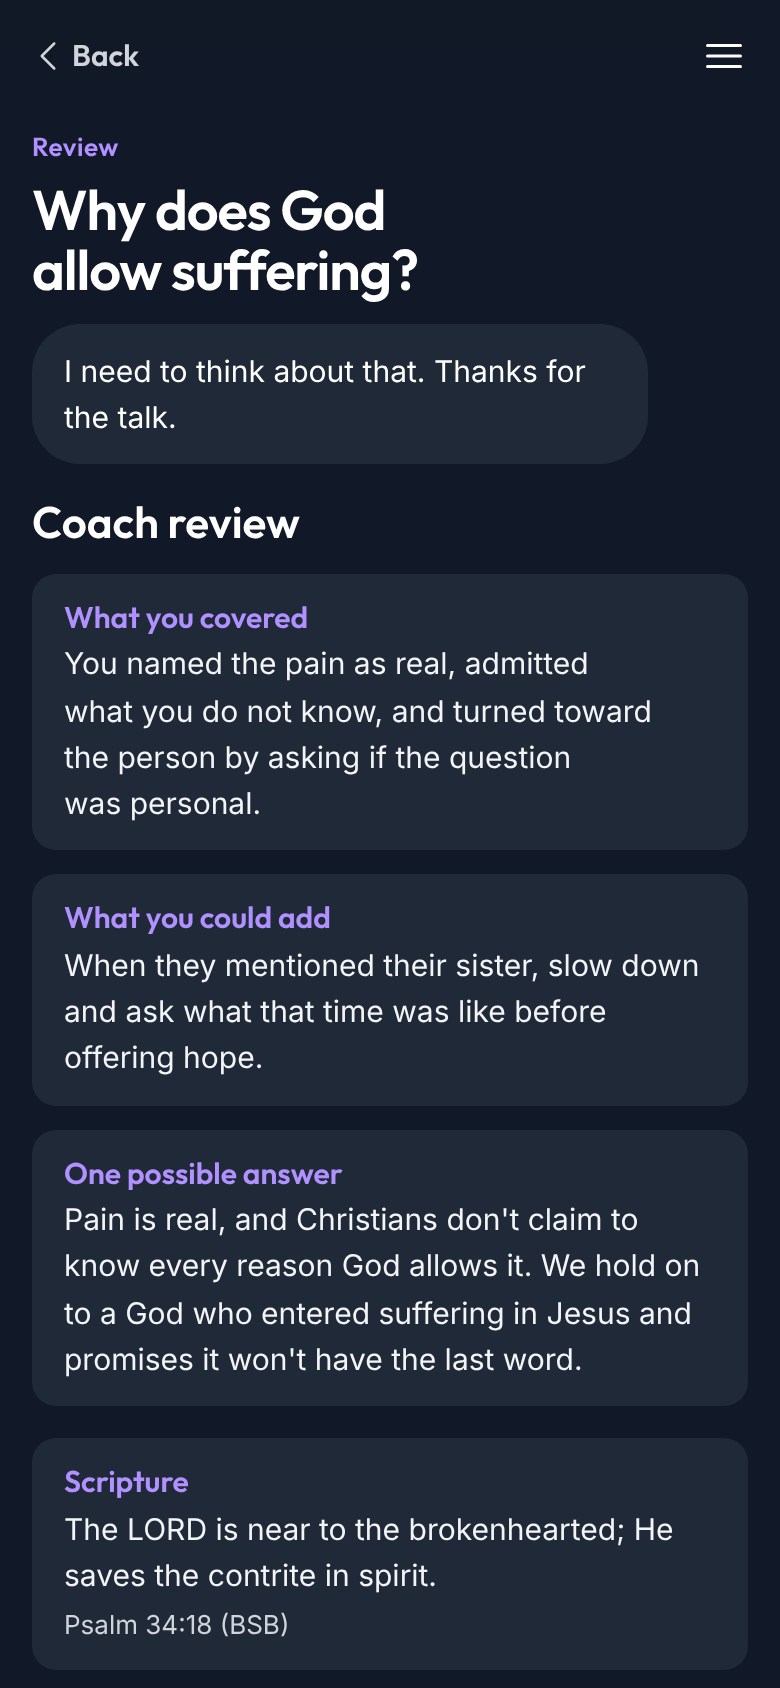 Back
Review
Why does God
allow suffering?
I need to think about that. Thanks for
the talk.
Coach review
What you covered
You named the pain as real, admitted
what you do not know, and turned toward
the person by asking if the question
was personal.
What you could add
When they mentioned their sister, slow down
and ask what that time was like before
offering hope.
One possible answer
Pain is real, and Christians don't claim to
know every reason God allows it. We hold on
to a God who entered suffering in Jesus and
promises it won't have the last word.
Scripture
The LORD is near to the brokenhearted; He
saves the contrite in spirit.
Psalm 34:18 (BSB)